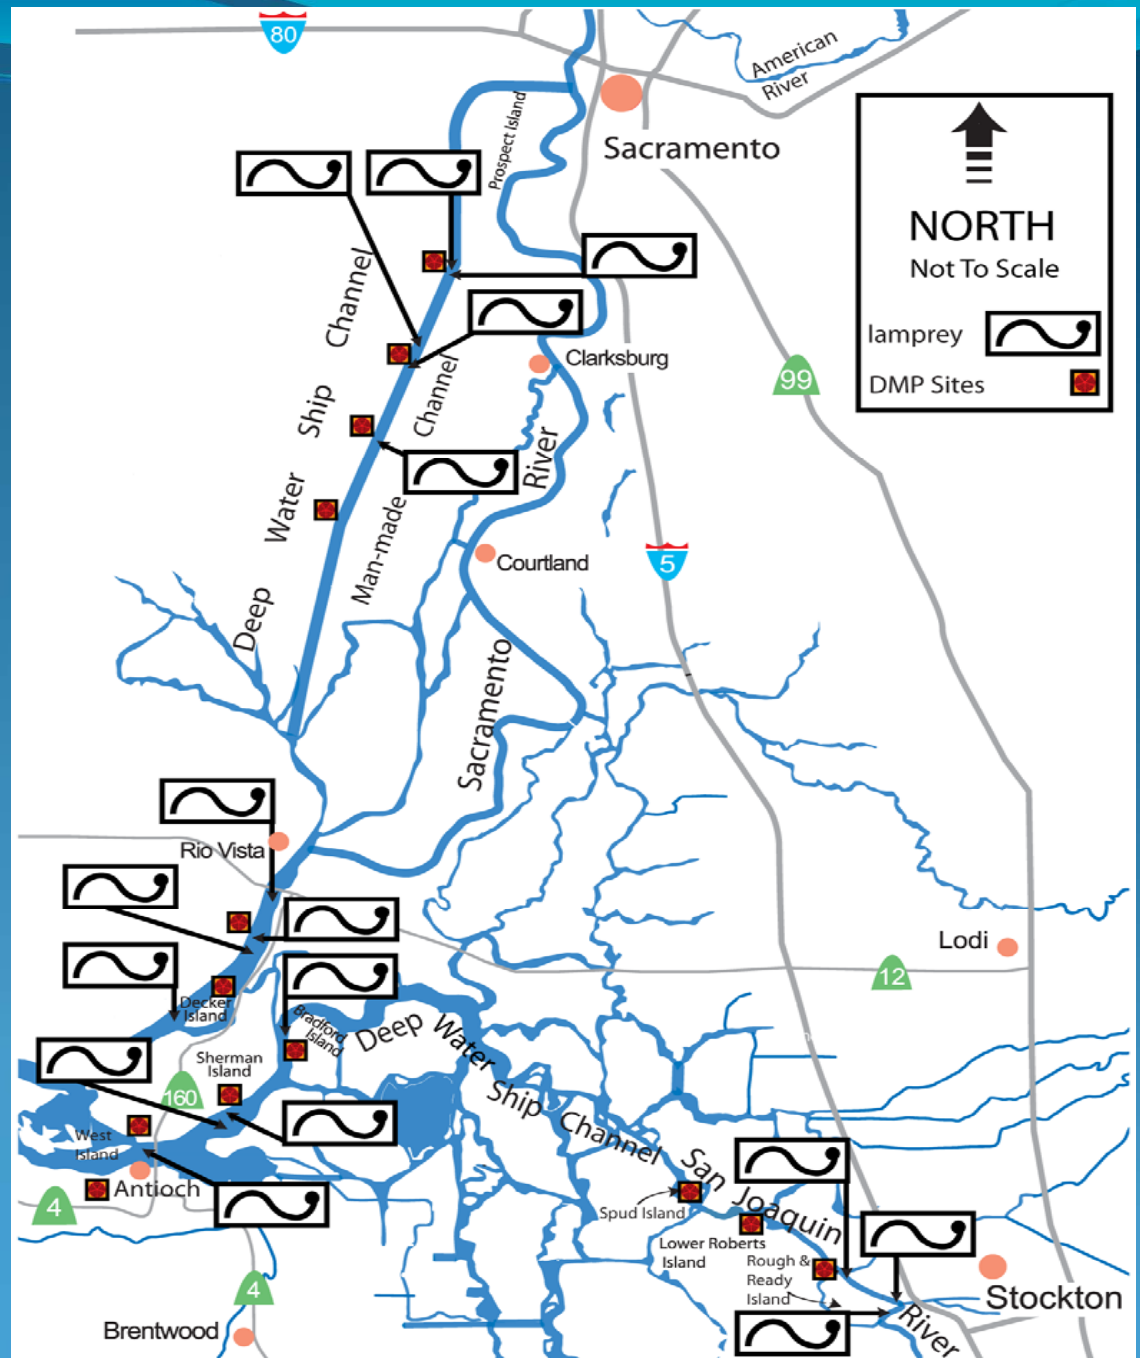 80
American
River
Prospect Island
Sacramento
NORTH
Not To Scale
lamprey
DMP Sites
Deep Water Ship Channel
Man-made Channel
Clarksburg
99
Sacramento River
Courtland
5
Rio Vista
Lodi
12
Decker
Island
Bradford
Island
Deep Water Ship Channel
Sherman
Island
160
West
Island
Antioch
4
San Joaquin River
Spud Island
Lower Roberts
Island
Rough &
Ready
Island
Stockton
4
Brentwood